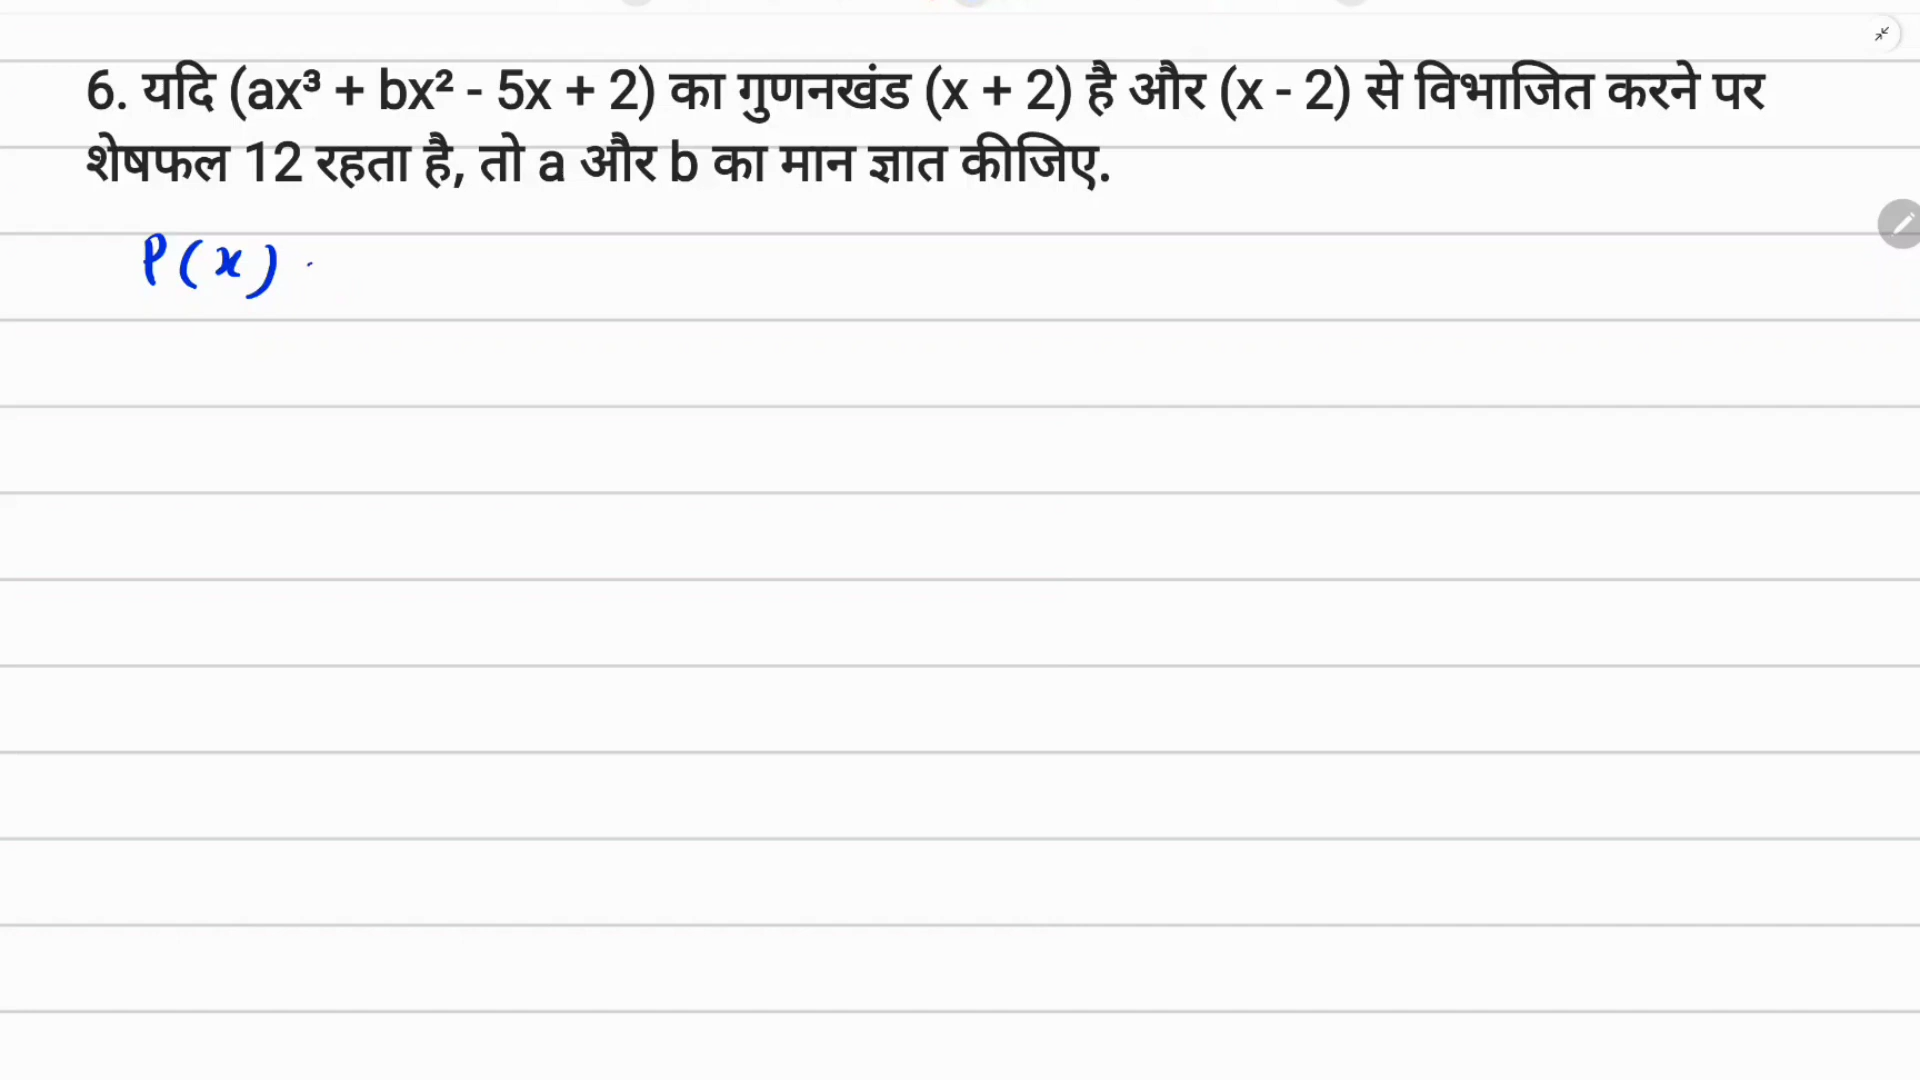 6. यदि (ax³ + bx² - 5x + 2) का गुणनखंड (x + 2) है और (x - 2) से विभाजित करने पर
शेषफल 12 रहता है, तो a और b का मान ज्ञात कीजिए.
P(x)